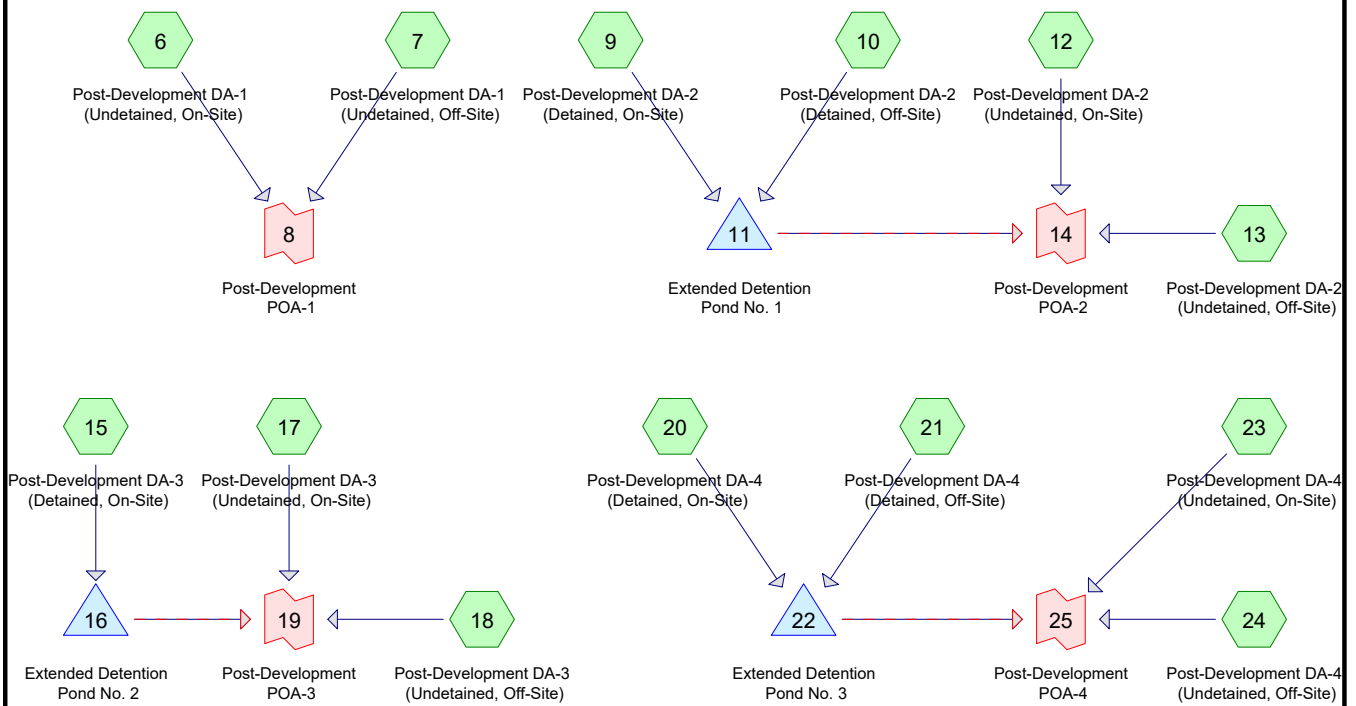 6
7
9
10
12
Post-Development DA-1
(Undetained, On-Site)
Post-Development DA-1
(Undetained, Off-Site)
Post-Development DA-2
(Detained, On-Site)
Post-Development DA-2
(Detained, Off-Site)
Post-Development DA-2
(Undetained, On-Site)
8
11
14
13
Post-Development
POA-1
Extended Detention
Pond No. 1
Post-Development
POA-2
Post-Development DA-2
(Undetained, Off-Site)
15
17
20
21
23
Post-Development DA-3
(Detained, On-Site)
Post-Development DA-3
(Undetained, On-Site)
Post-Development DA-4
(Detained, On-Site)
Post-Development DA-4
(Detained, Off-Site)
Post-Development DA-4
(Undetained, On-Site)
16
19
18
22
25
24
Extended Detention
Pond No. 2
Post-Development
POA-3
Post-Development DA-3
(Undetained, Off-Site)
Extended Detention
Pond No. 3
Post-Development
POA-4
Post-Development DA-4
(Undetained, Off-Site)